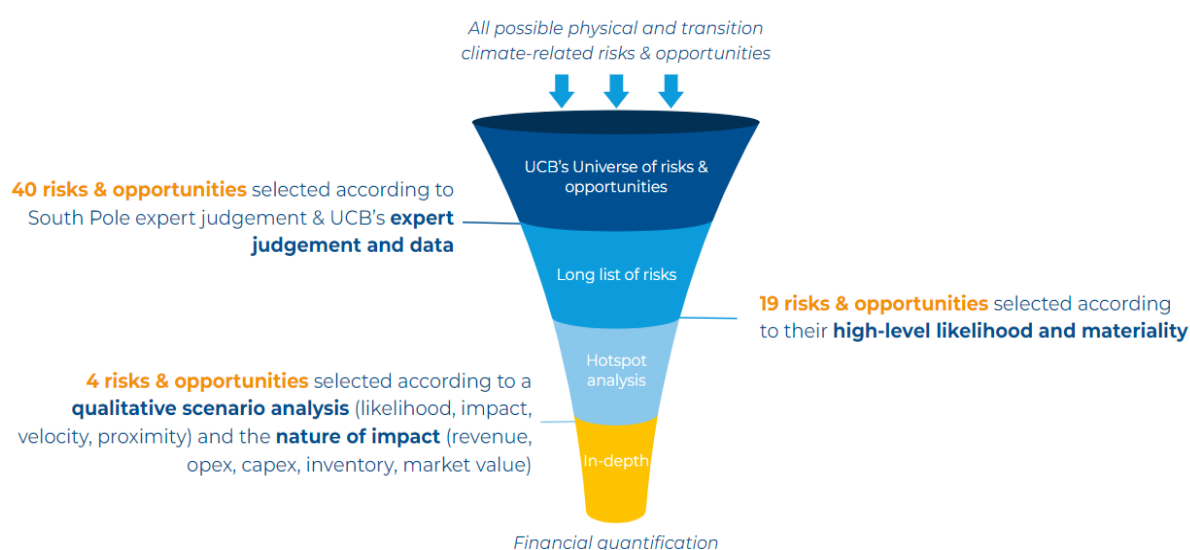 All possible physical and transition
climate-related risks & opportunities
UCB's Universe of risks &
opportunities
40 risks & opportunities selected according to
South Pole expert judgement & UCB's expert
judgement and data
Long list of risks
19 risks & opportunities selected according
to their high-level likelihood and materiality
Hotspot
analysis
4 risks & opportunities selected according to a
qualitative scenario analysis (likelihood, impact,
velocity, proximity) and the nature of impact (revenue,
opex, capex, inventory, market value)
In-depth
Financial quantification